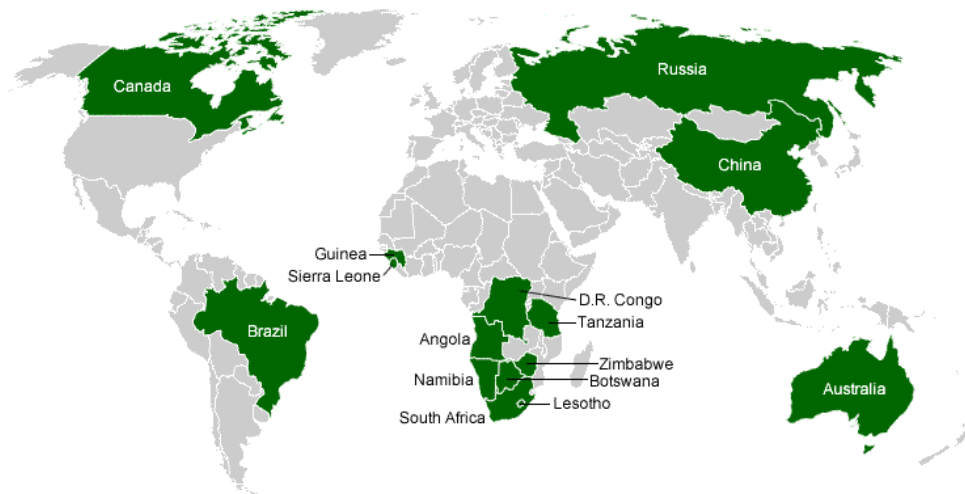 Canada
Russia
China
Guinea
Sierra Leone
D.R. Congo
Tanzania
Brazil
Angola
Zimbabwe
Namibia
Botswana
Australia
Lesotho
South Africa